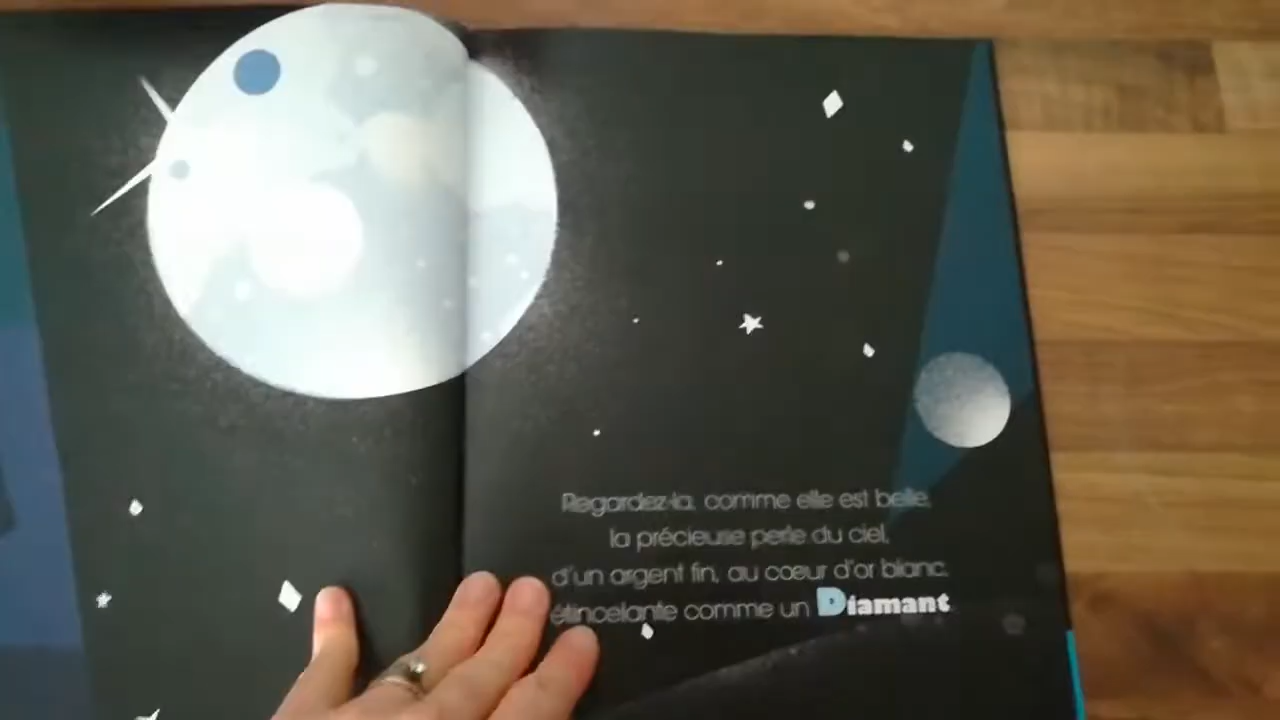 Regardez-la, comme elle est belle,
la précieuse perle du ciel,
d'un argent fin, au cœur d'or blanc,
étincelante comme un Diamant